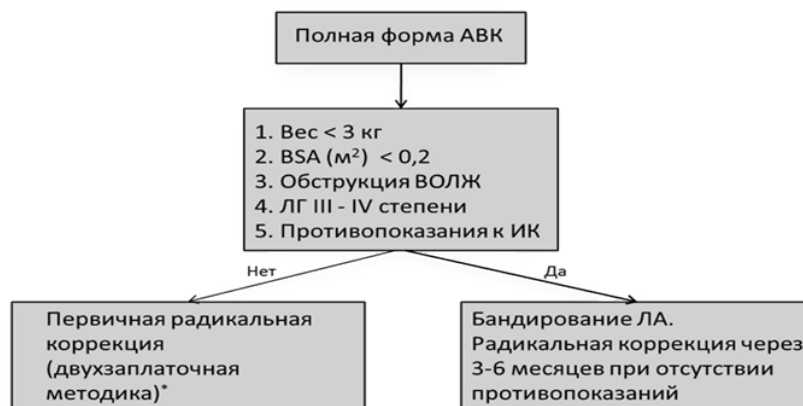 Полная форма АВК
1. Вес < 3 кг
2. BSA (м²) < 0,2
3. Обструкция ВОЛЖ
4. ЛГ III - IV степени
5. Противопоказания к ИК
Нет
Да
Первичная радикальная
коррекция
(двухзаплаточная
методика)*
Бандирование ЛА.
Радикальная коррекция через
3-6 месяцев при отсутствии
противопоказаний